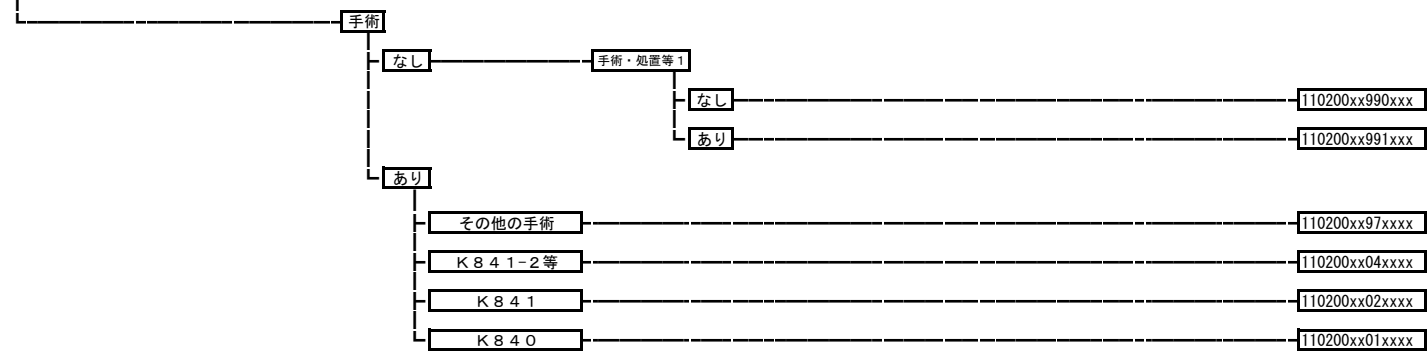 手術
なし 手術・処置等１
なし 110200xx990xxx
あり 110200xx991xxx
あり
その他の手術 110200xx97xxxx
Ｋ８４１－２等 110200xx04xxxx
Ｋ８４１ 110200xx02xxxx
Ｋ８４０ 110200xx01xxxx